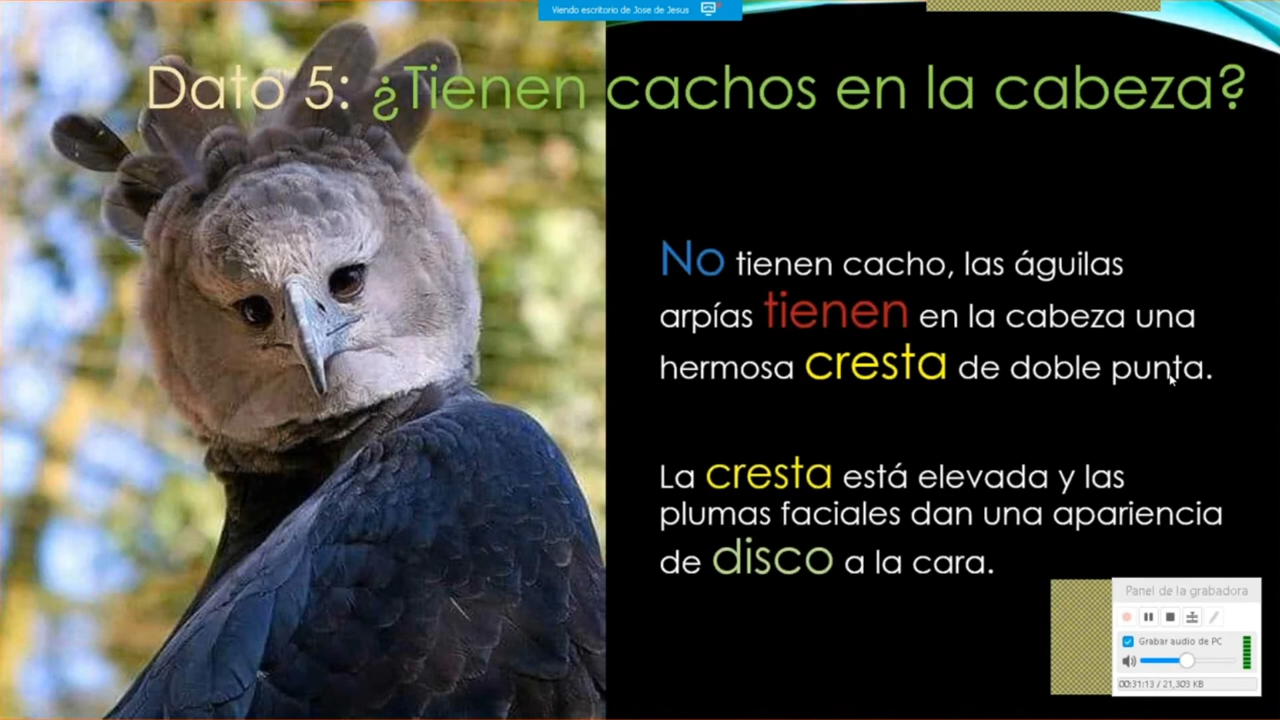 Viendo escritorio de Jose de Jesus
Dato 5: ¿Tienen cachos en la cabeza?
No tienen cacho, las águilas
arpías tienen en la cabeza una
hermosa cresta de doble punta.
La cresta está elevada y las
plumas faciales dan una apariencia
de disco a la cara.
Panel de la grabadora
Grabar audio de PC
00:31:13 / 21,303 KB